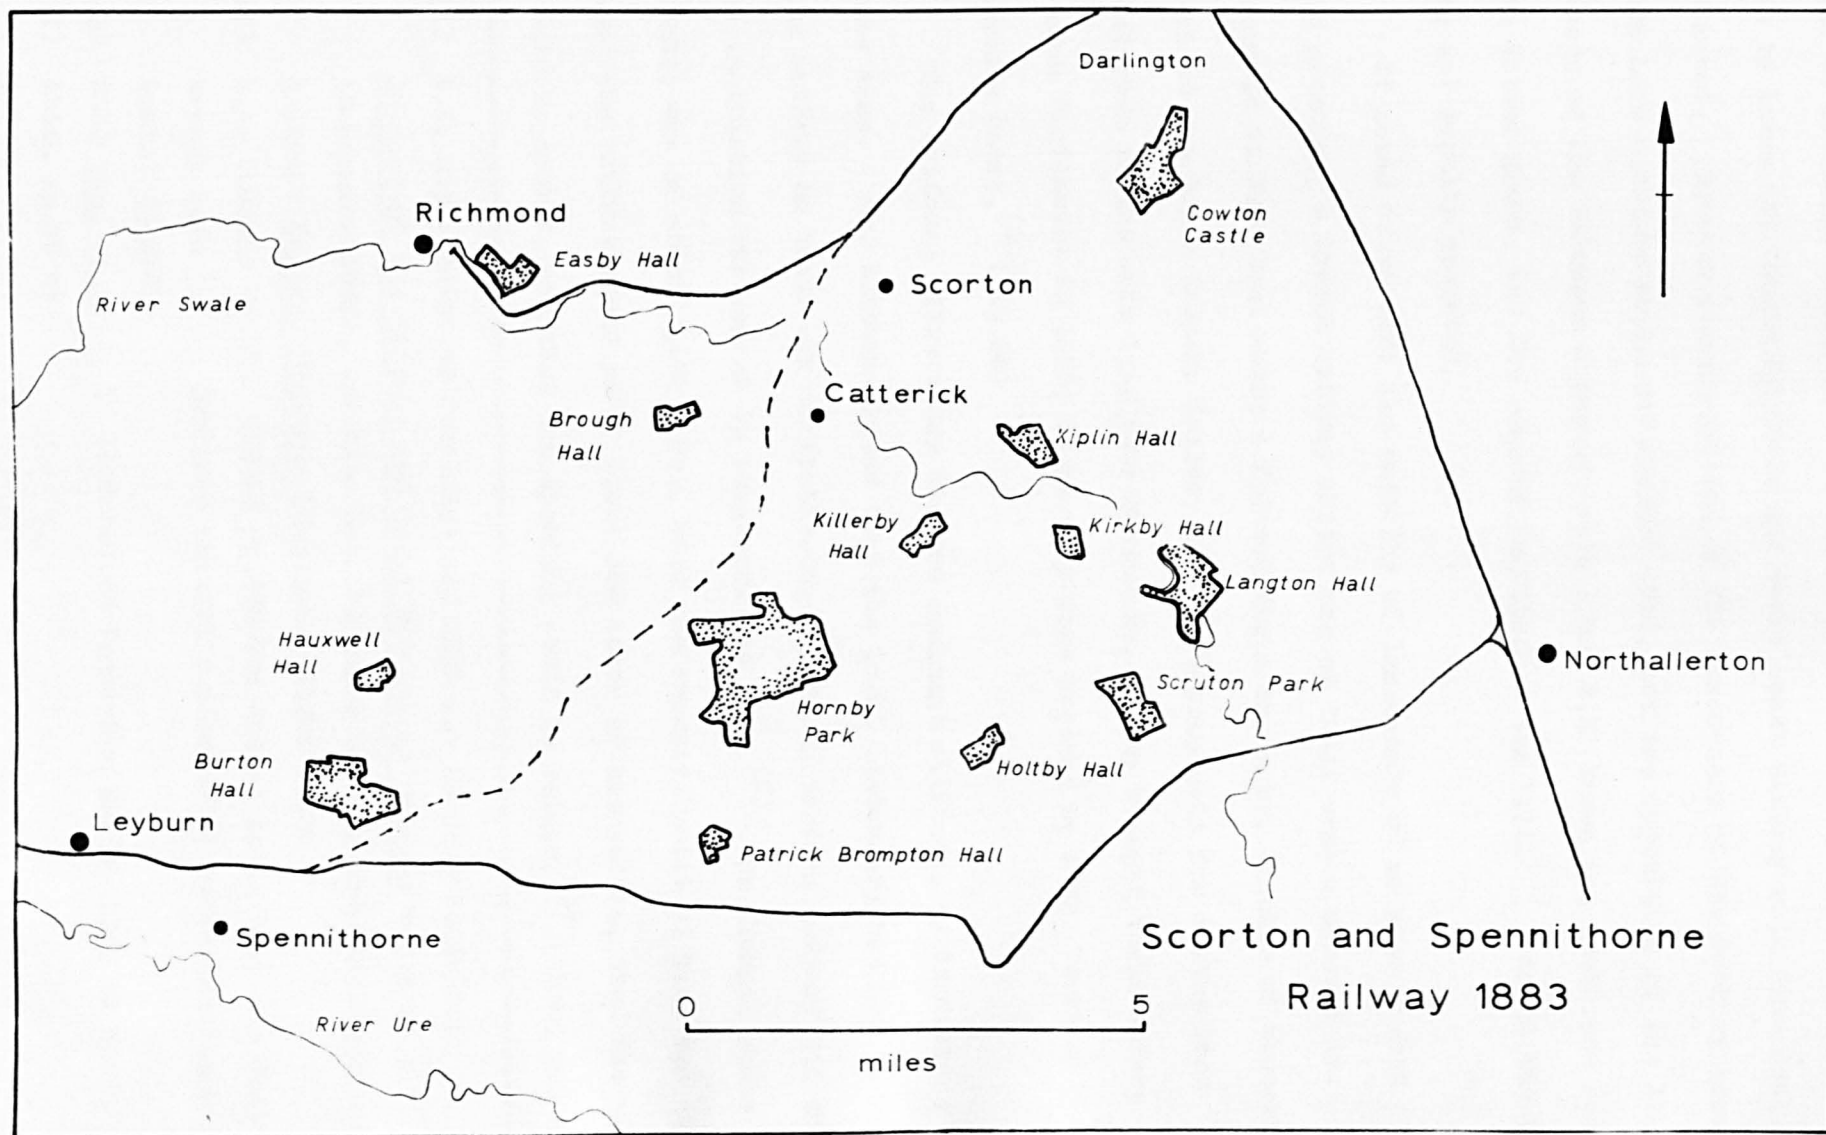 Darlington
Cowton
Castle
Richmond
Easby Hall
River Swale
Scorton
Catterick
Brough
Hall
Kiplin Hall
Killerby
Hall
Kirkby Hall
Langton Hall
Hauxwell
Hall
Northallerton
Scruton Park
Hornby
Park
Burton
Hall
Holtby Hall
Leyburn
Patrick Brompton Hall
Spennithorne
Scorton and Spennithorne
Railway 1883
River Ure
0 5
miles